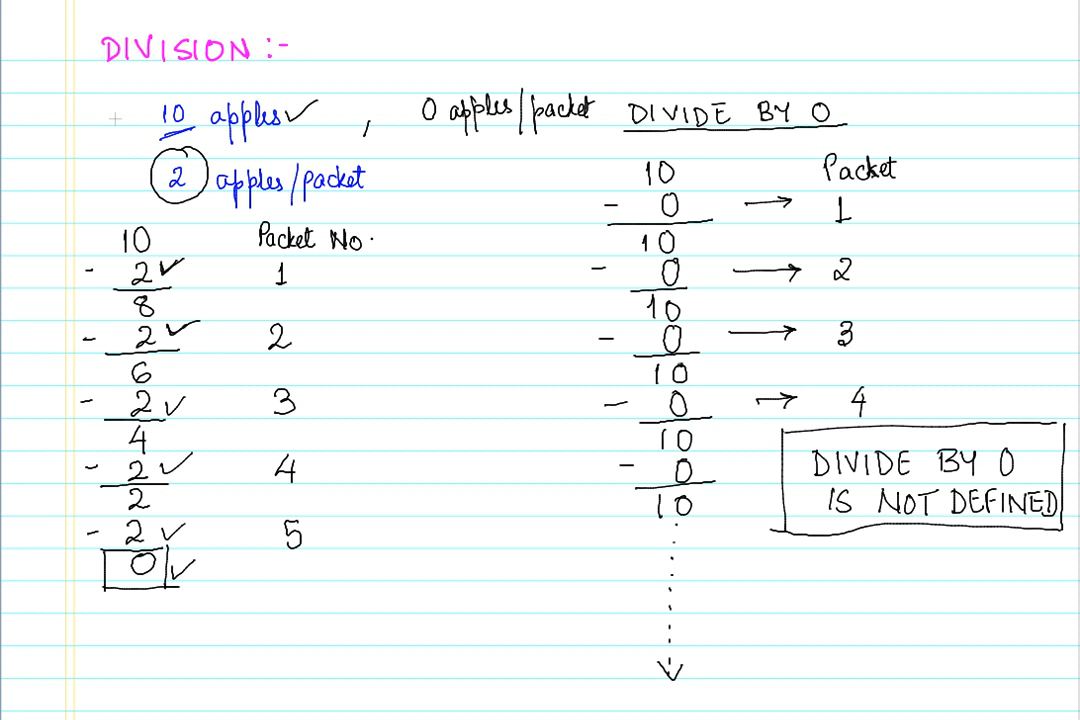 DIVISION :-
10 apples ✓ , 0 apples/packet DIVIDE BY 0
2 apples/packet
10 Packet No.
- 2 ✓ 1
8
- 2 ✓ 2
6
- 2 ✓ 3
4
- 2 ✓ 4
2
- 2 ✓ 5
0 ✓
10 Packet
- 0 → 1
10
- 0 → 2
10
- 0 → 3
10
- 0 → 4
10
- 0
10
DIVIDE BY 0
IS NOT DEFINED